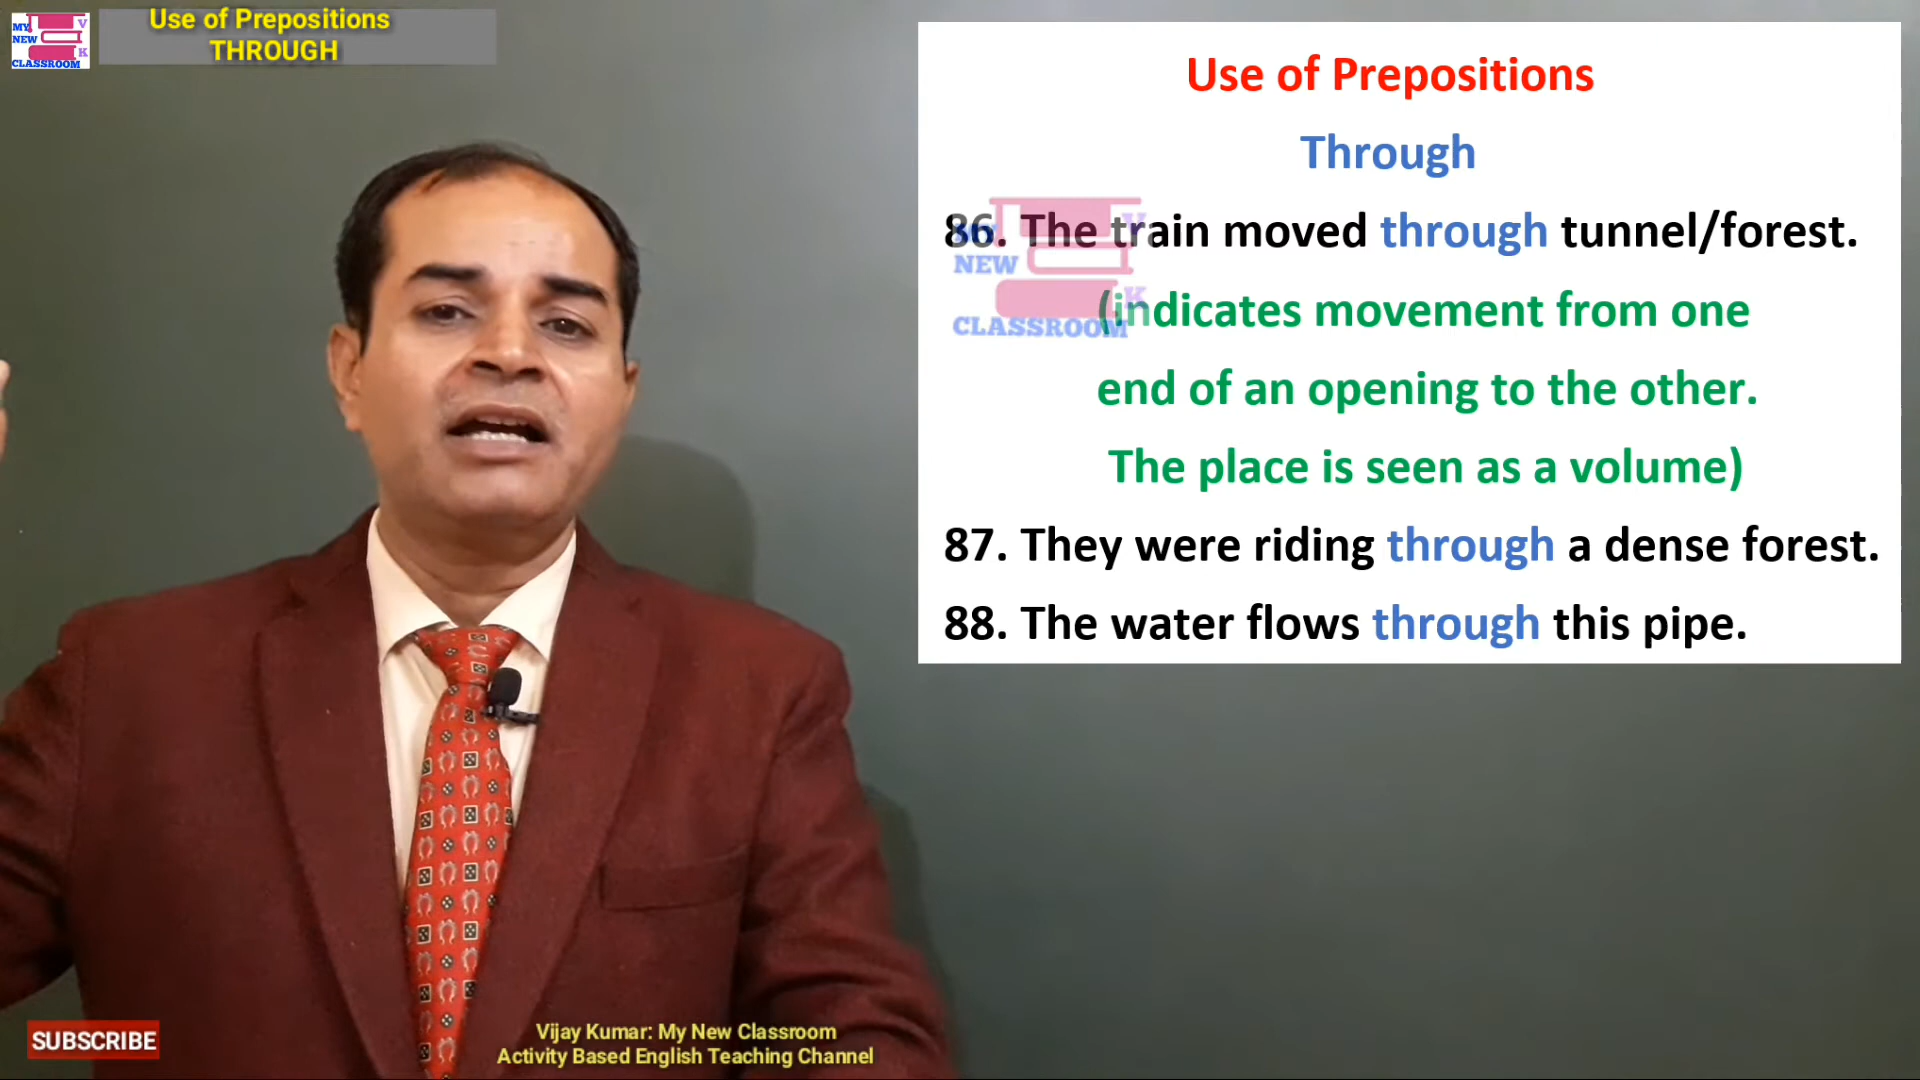 MY
NEW
CLASSROOM
V
K
Use of Prepositions
THROUGH
Use of Prepositions
Through
86. The train moved through tunnel/forest.
(indicates movement from one
end of an opening to the other.
The place is seen as a volume)
87. They were riding through a dense forest.
88. The water flows through this pipe.
MY
NEW
CLASSROOM
V
K
SUBSCRIBE
Vijay Kumar: My New Classroom
Activity Based English Teaching Channel